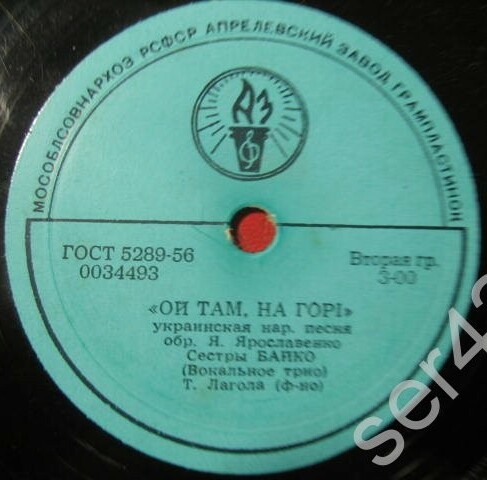 МОСОБЛСОВНАРХОЗ РСФСР АПРЕЛЕВСКИЙ ЗАВОД ГРАМПЛАСТИНОК
АЗ
ГОСТ 5289-56
0034493
Вторая гр.
3-00
«ОЙ ТАМ, НА ГОРІ»
украинская нар. песня
обр. Я. Ярославенко
Сестры БАЙКО
(Вокальное трио)
Т. Лагола (ф-но)
ser42